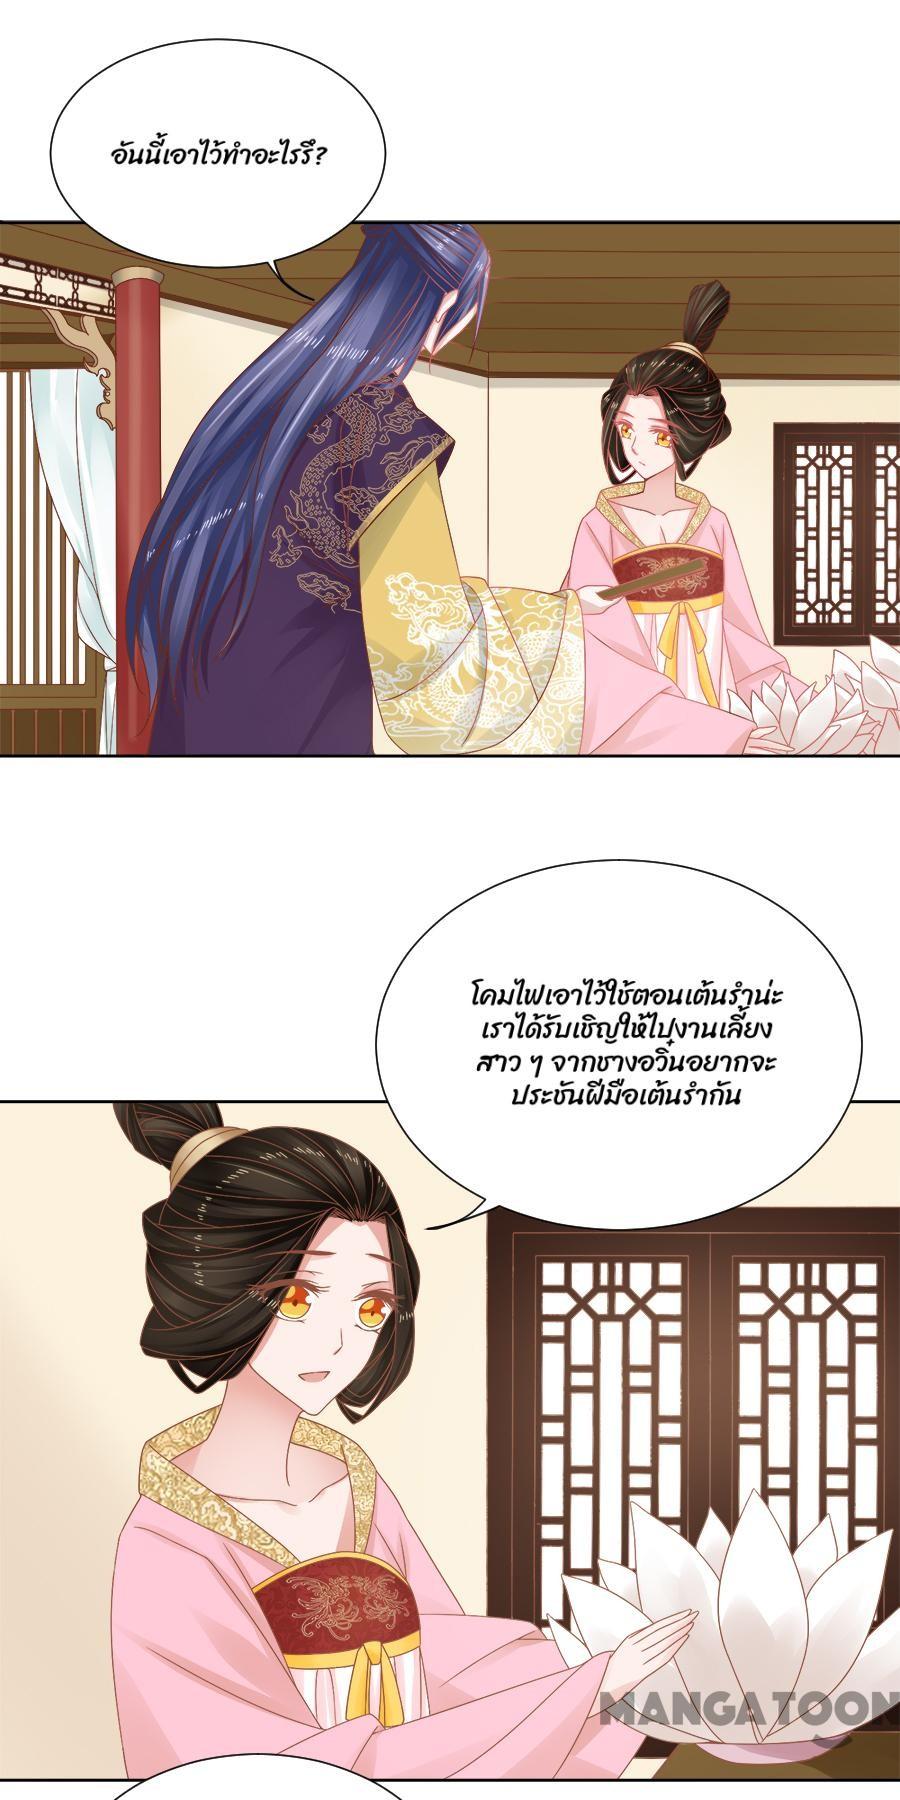 อันนี้เอาไว้ทำอะไรรึ?
โคมไฟเอาไว้ใช้ตอนเต้นรำน่ะ
เราได้รับเชิญให้ไปงานเลี้ยง
สาว ๆ จากชางอวิ๋นอยากจะ
ประชันฝีมือเต้นรำกัน
MANGATOON